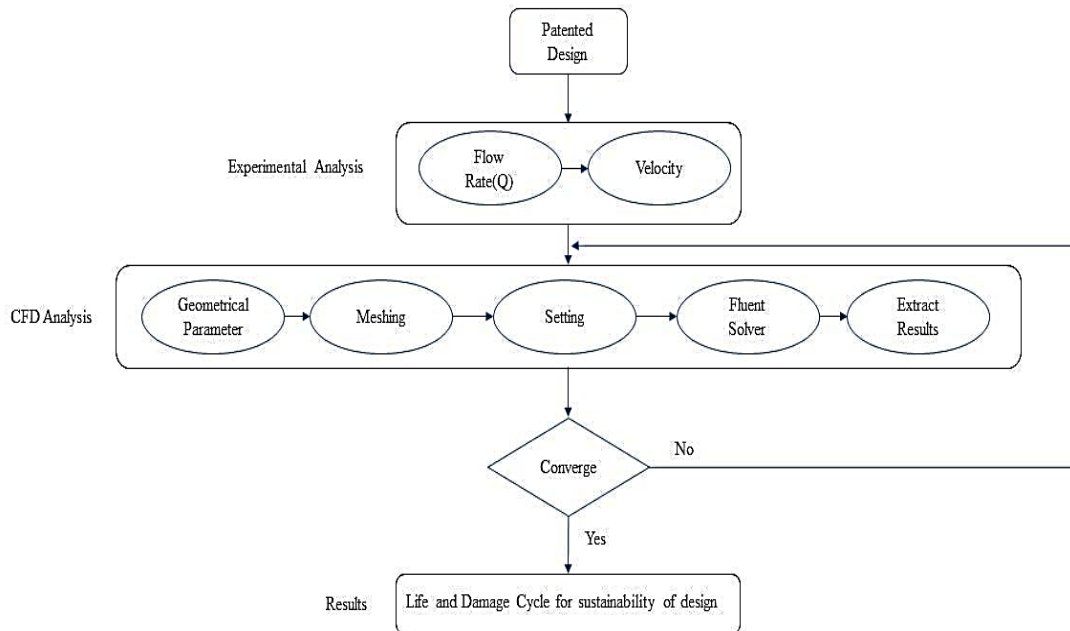 Patented
Design
Experimental Analysis
Flow
Rate(Q)
Velocity
CFD Analysis
Geometrical
Parameter
Meshing
Setting
Fluent
Solver
Extract
Results
Converge
No
Yes
Results
Life and Damage Cycle for sustainability of design